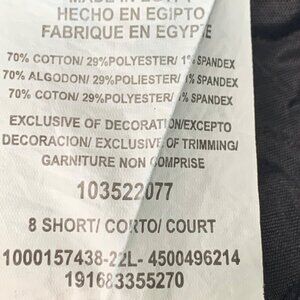 HECHO EN EGIPTO
FABRIQUE EN EGYPTE
70% COTTON/ 29%POLYESTER/ 1% SPANDEX
70% ALGODON/ 29%POLIESTER/ 1% SPANDEX
70% COTON/ 29%POLYESTER/ 1% SPANDEX
EXCLUSIVE OF DECORATION/EXCEPTO
DECORACION/ EXCLUSIVE OF TRIMMING/
GARNITURE NON COMPRISE
103522077
8 SHORT/ CORTO/ COURT
1000157438-22L- 4500496214
191683355270